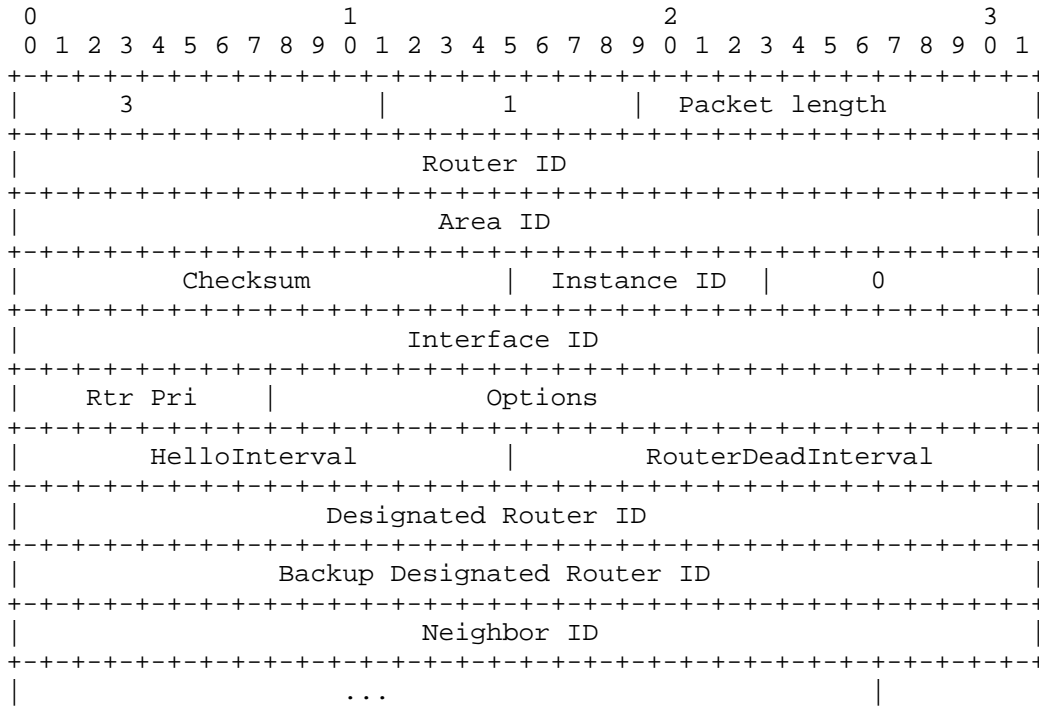 0                   1                   2                   3
 0 1 2 3 4 5 6 7 8 9 0 1 2 3 4 5 6 7 8 9 0 1 2 3 4 5 6 7 8 9 0 1
+-+-+-+-+-+-+-+-+-+-+-+-+-+-+-+-+-+-+-+-+-+-+-+-+-+-+-+-+-+-+-+-+
|      3               |       1       |  Packet length         |
+-+-+-+-+-+-+-+-+-+-+-+-+-+-+-+-+-+-+-+-+-+-+-+-+-+-+-+-+-+-+-+-+
|                         Router ID                             |
+-+-+-+-+-+-+-+-+-+-+-+-+-+-+-+-+-+-+-+-+-+-+-+-+-+-+-+-+-+-+-+-+
|                          Area ID                              |
+-+-+-+-+-+-+-+-+-+-+-+-+-+-+-+-+-+-+-+-+-+-+-+-+-+-+-+-+-+-+-+-+
|          Checksum            |  Instance ID  |      0         |
+-+-+-+-+-+-+-+-+-+-+-+-+-+-+-+-+-+-+-+-+-+-+-+-+-+-+-+-+-+-+-+-+
|                        Interface ID                           |
+-+-+-+-+-+-+-+-+-+-+-+-+-+-+-+-+-+-+-+-+-+-+-+-+-+-+-+-+-+-+-+-+
|    Rtr Pri    |             Options                           |
+-+-+-+-+-+-+-+-+-+-+-+-+-+-+-+-+-+-+-+-+-+-+-+-+-+-+-+-+-+-+-+-+
|        HelloInterval         |        RouterDeadInterval      |
+-+-+-+-+-+-+-+-+-+-+-+-+-+-+-+-+-+-+-+-+-+-+-+-+-+-+-+-+-+-+-+-+
|                   Designated Router ID                        |
+-+-+-+-+-+-+-+-+-+-+-+-+-+-+-+-+-+-+-+-+-+-+-+-+-+-+-+-+-+-+-+-+
|                Backup Designated Router ID                    |
+-+-+-+-+-+-+-+-+-+-+-+-+-+-+-+-+-+-+-+-+-+-+-+-+-+-+-+-+-+-+-+-+
|                         Neighbor ID                           |
+-+-+-+-+-+-+-+-+-+-+-+-+-+-+-+-+-+-+-+-+-+-+-+-+-+-+-+-+-+-+-+-+
|                    ...                              |